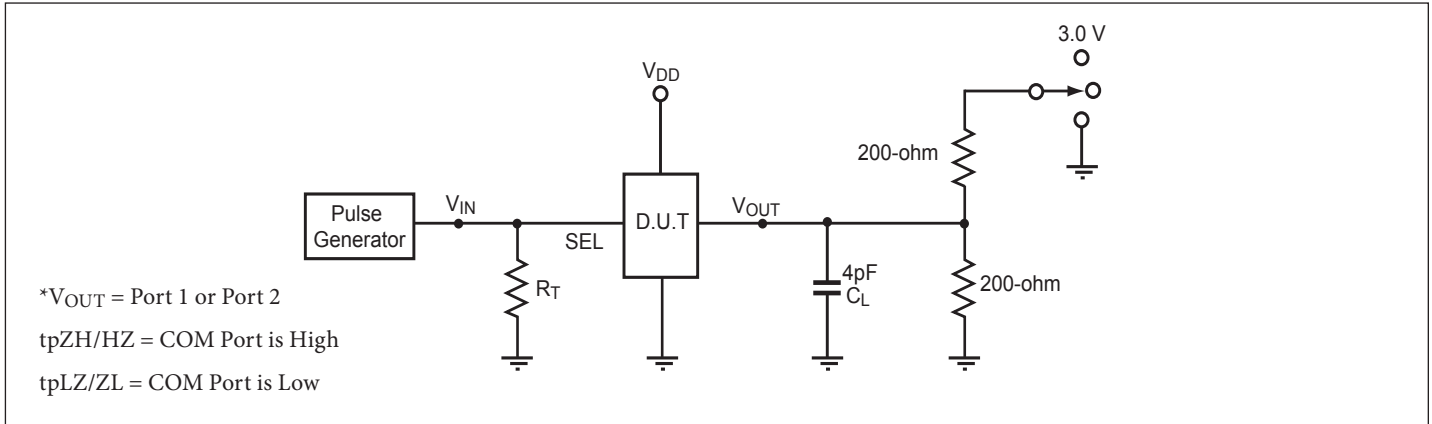 3.0 V
VDD
200-ohm
Pulse
Generator
VIN
SEL
D.U.T
VOUT
RT
4pF
CL
200-ohm
*VOUT = Port 1 or Port 2
tpZH/HZ = COM Port is High
tpLZ/ZL = COM Port is Low